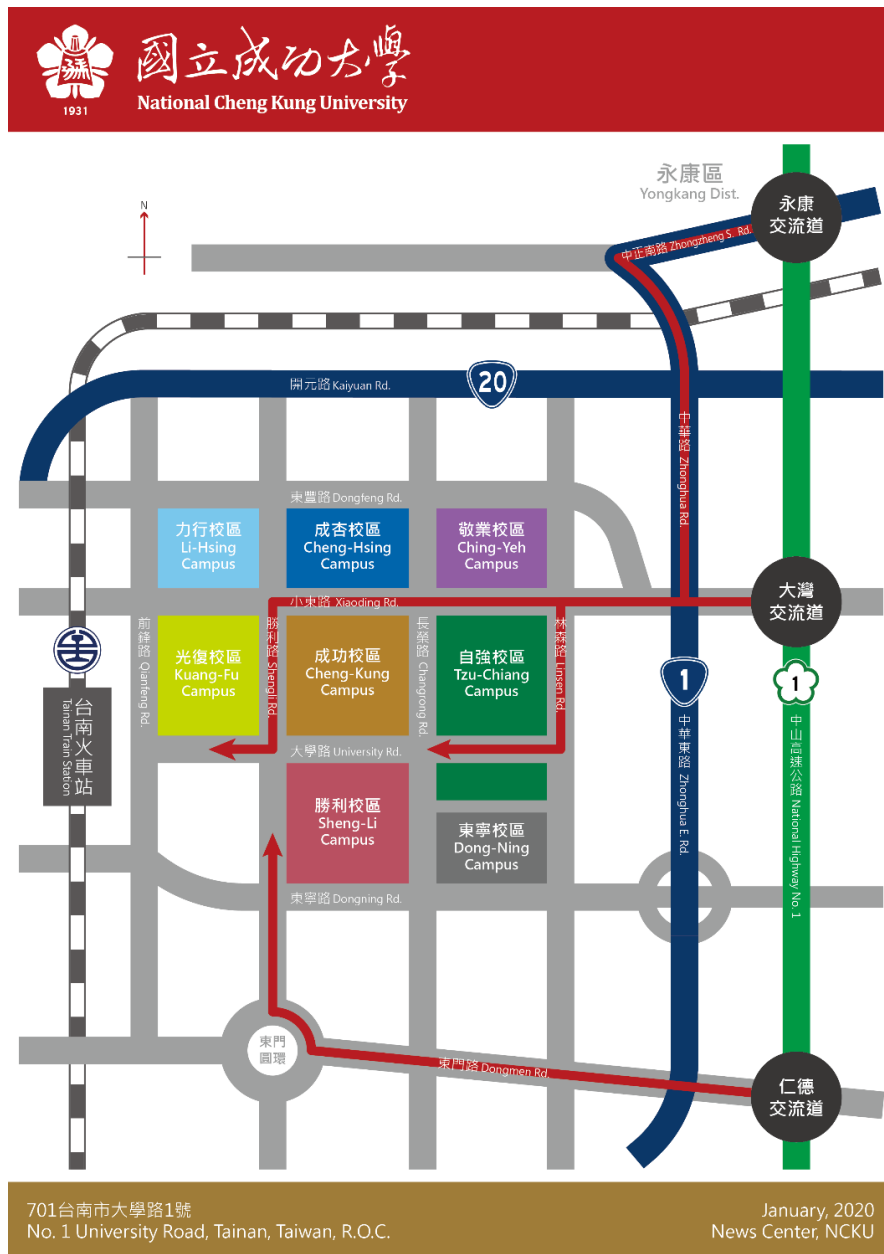 國立成功大學
National Cheng Kung University
1931
永康區
Yongkang Dist.
N
永康
交流道
中正南路 Zhongzheng S. Rd.
20
開元路 Kaiyuan Rd.
中華路 Zhonghua Rd.
東豐路 Dongfeng Rd.
力行校區
Li-Hsing
Campus
成杏校區
Cheng-Hsing
Campus
敬業校區
Ching-Yeh
Campus
大灣
交流道
小東路 Xiaoding Rd.
前鋒路 Qianfeng Rd.
光復校區
Kuang-Fu
Campus
勝利路 Shengli Rd.
成功校區
Cheng-Kung
Campus
長榮路 Changrong Rd.
自強校區
Tzu-Chiang
Campus
林森路 Linsen Rd.
1
1
台南火車站
Tainan Train Station
大學路 University Rd.
中華東路 Zhonghua E. Rd.
中山高速公路 National Highway No. 1
勝利校區
Sheng-Li
Campus
東寧校區
Dong-Ning
Campus
東寧路 Dongning Rd.
東門
圓環
東門路 Dongmen Rd.
仁德
交流道
701台南市大學路1號
No. 1 University Road, Tainan, Taiwan, R.O.C.
January, 2020
News Center, NCKU